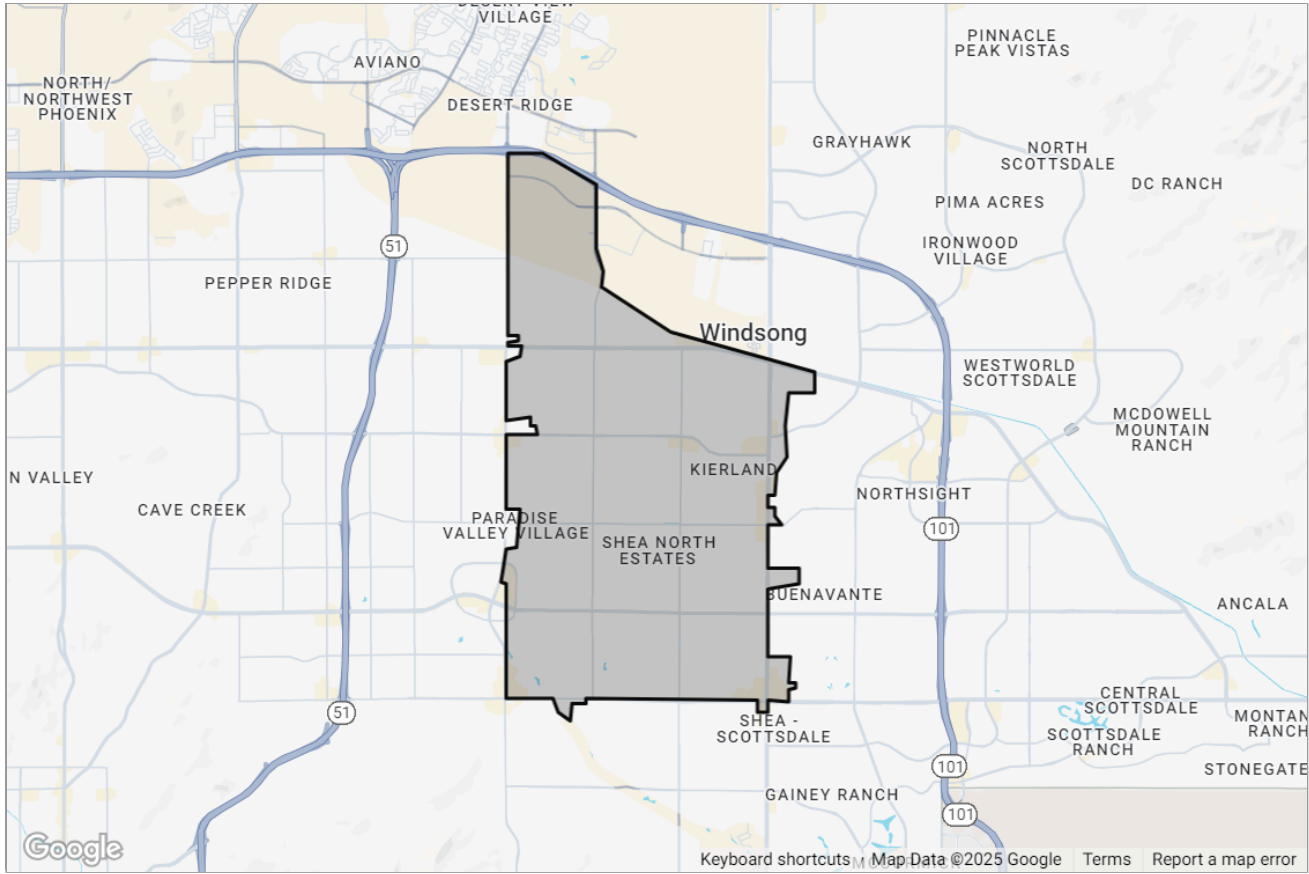 DESERT VIEW
VILLAGE
PINNACLE
PEAK VISTAS
AVIANO
NORTH/
NORTHWEST
PHOENIX
DESERT RIDGE
GRAYHAWK
NORTH
SCOTTSDALE
DC RANCH
PIMA ACRES
51
IRONWOOD
VILLAGE
PEPPER RIDGE
Windsong
WESTWORLD
SCOTTSDALE
MCDOWELL
MOUNTAIN
RANCH
KIERLAND
N VALLEY
NORTHSIGHT
CAVE CREEK
PARADISE
VALLEY VILLAGE
101
SHEA NORTH
ESTATES
BUENAVANTE
ANCALA
CENTRAL
SCOTTSDALE
51
SHEA -
SCOTTSDALE
MONTAN
RANCH
SCOTTSDALE
RANCH
101
STONEGATE
GAINEY RANCH
101
Google
Keyboard shortcuts
Map Data ©2025 Google
Terms
Report a map error